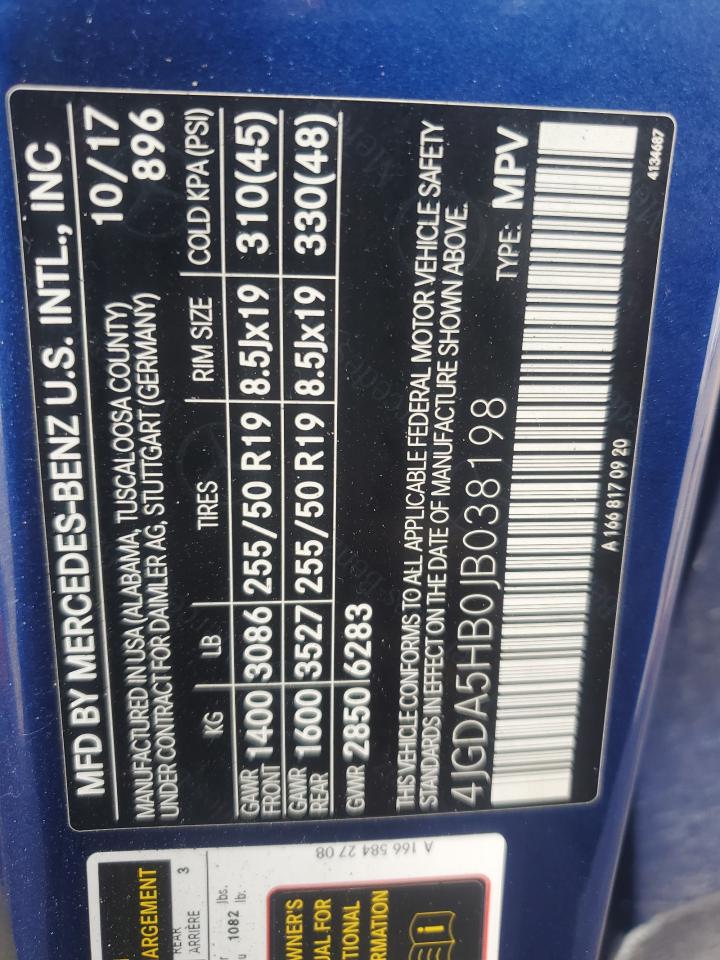 MFD BY MERCEDES-BENZ U.S. INTL., INC
MANUFACTURED IN USA (ALABAMA, TUSCALOOSA COUNTY) 10/17
UNDER CONTRACT FOR DAIMLER AG, STUTTGART (GERMANY) 896
KG LB TIRES RIM SIZE COLD KPA (PSI)
GAWR FRONT 1400 3086 255/50 R19 8.5Jx19 310(45)
GAWR REAR 1600 3527 255/50 R19 8.5Jx19 330(48)
GWR 2850 6283
THIS VEHICLE CONFORMS TO ALL APPLICABLE FEDERAL MOTOR VEHICLE SAFETY
STANDARDS IN EFFECT ON THE DATE OF MANUFACTURE SHOWN ABOVE.
4JGDA5HB0JB038198 TYPE: MPV
A 166 817 09 20
4134687
ARGEMENT
REAR 3
ARRIÈRE
lbs.
1082 lb.
A 166 584 27 08
WNER'S
UAL FOR
TIONAL
RMATION
i